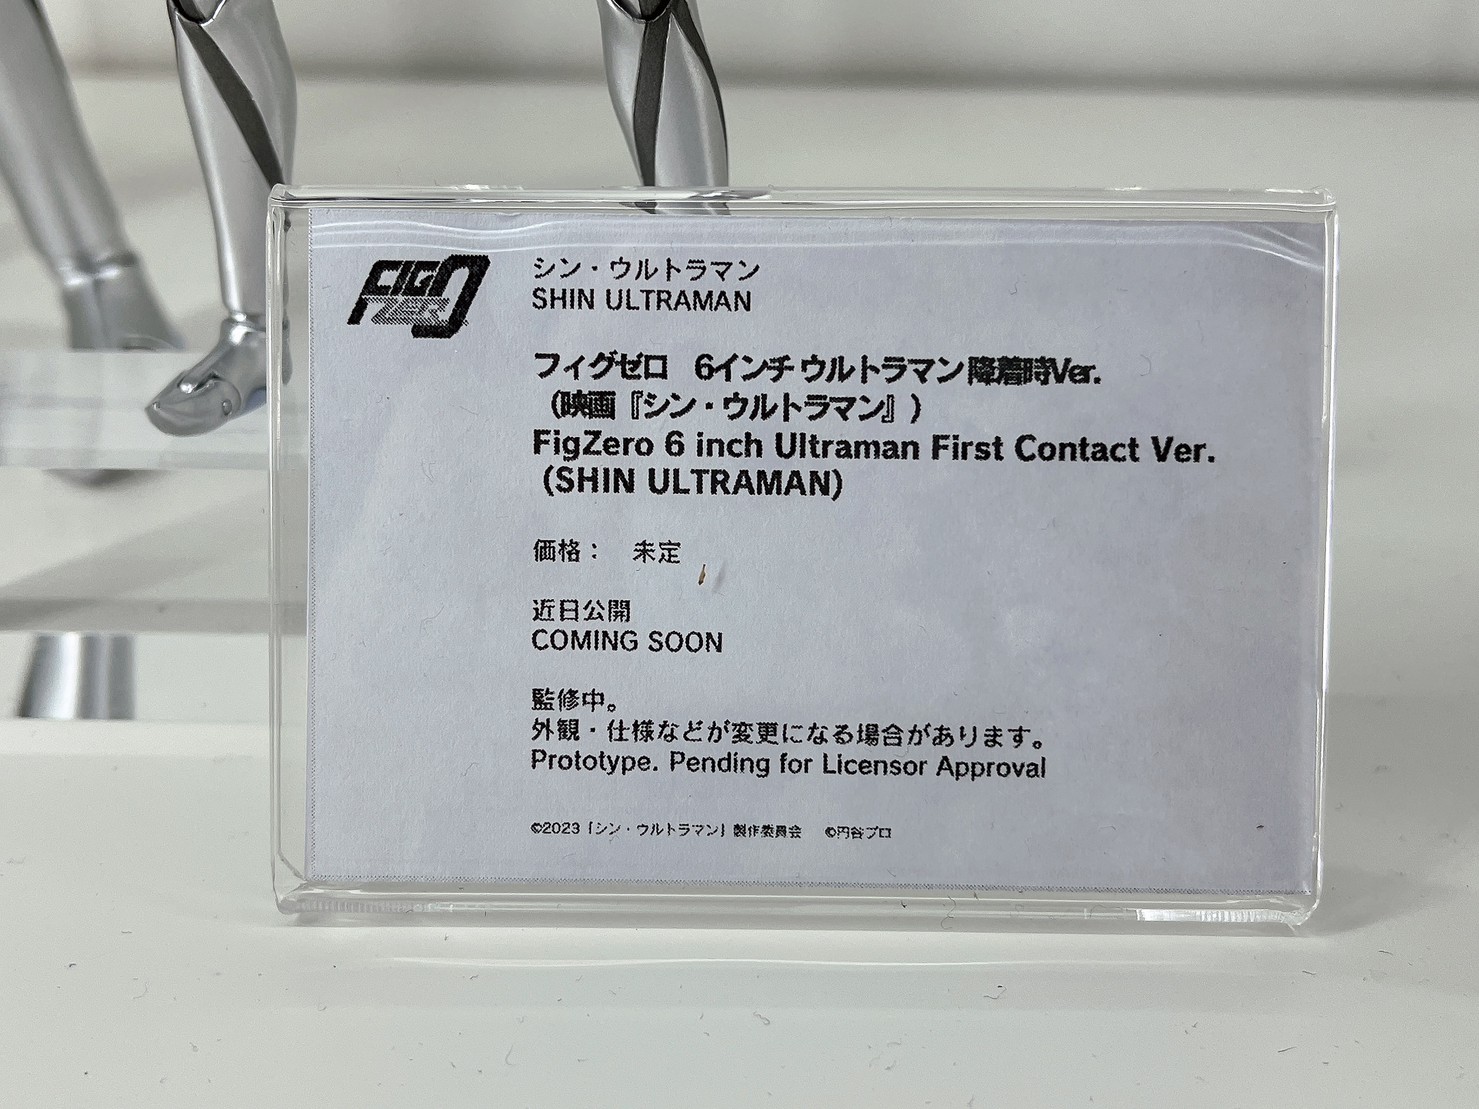 FIG ZERO
シン・ウルトラマン
SHIN ULTRAMAN
フィグゼロ 6インチ ウルトラマン 降着時Ver.
（映画『シン・ウルトラマン』）
FigZero 6 inch Ultraman First Contact Ver.
(SHIN ULTRAMAN)
価格： 未定
近日公開
COMING SOON
監修中。
外観・仕様などが変更になる場合があります。
Prototype. Pending for Licensor Approval
©2023「シン・ウルトラマン」製作委員会 ©円谷プロ